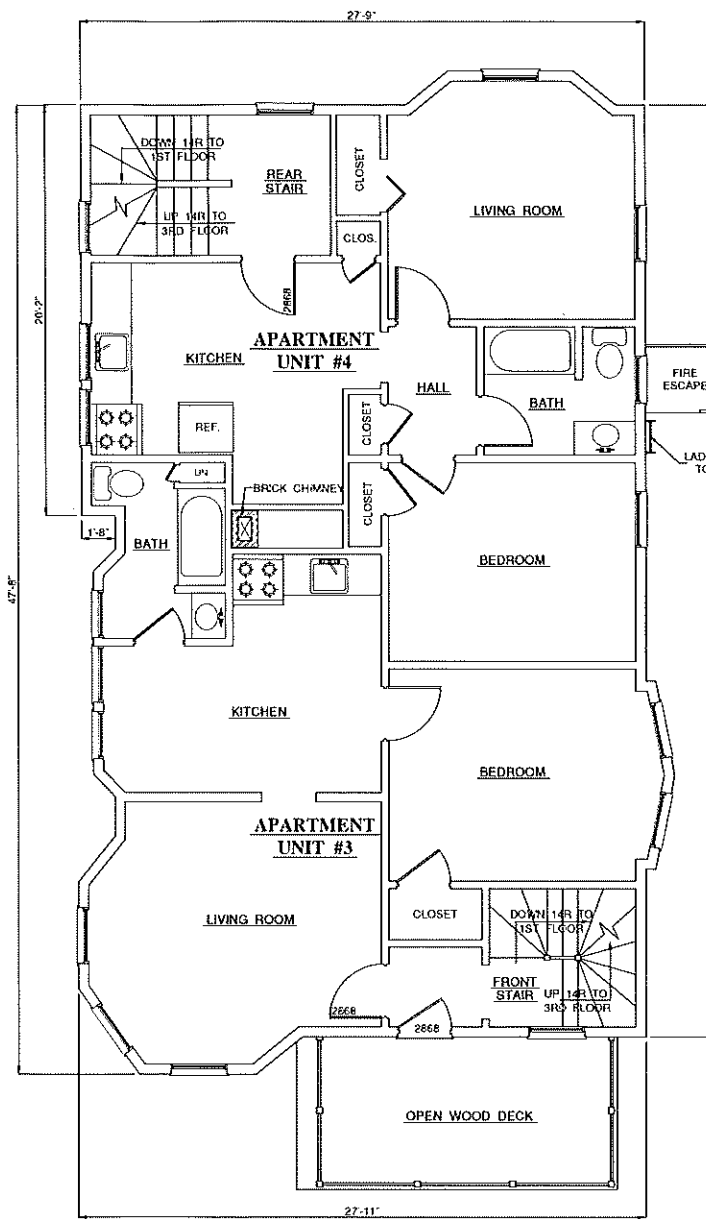 27'-9"
DOWN 14R TO
1ST FLOOR
UP 14R TO
3RD FLOOR
REAR
STAIR
CLOSET
CLOS.
LIVING ROOM
2868
20'-2"
KITCHEN
APARTMENT
UNIT #4
HALL
BATH
FIRE
ESCAPE
REF.
CLOSET
LAD
TO
LIN
BRICK CHIMNEY
CLOSET
1'-8"
BATH
BEDROOM
47'-8"
KITCHEN
BEDROOM
APARTMENT
UNIT #3
LIVING ROOM
CLOSET
DOWN 14R TO
1ST FLOOR
FRONT
STAIR
UP 14R TO
3RD FLOOR
2868
2868
OPEN WOOD DECK
27'-11"